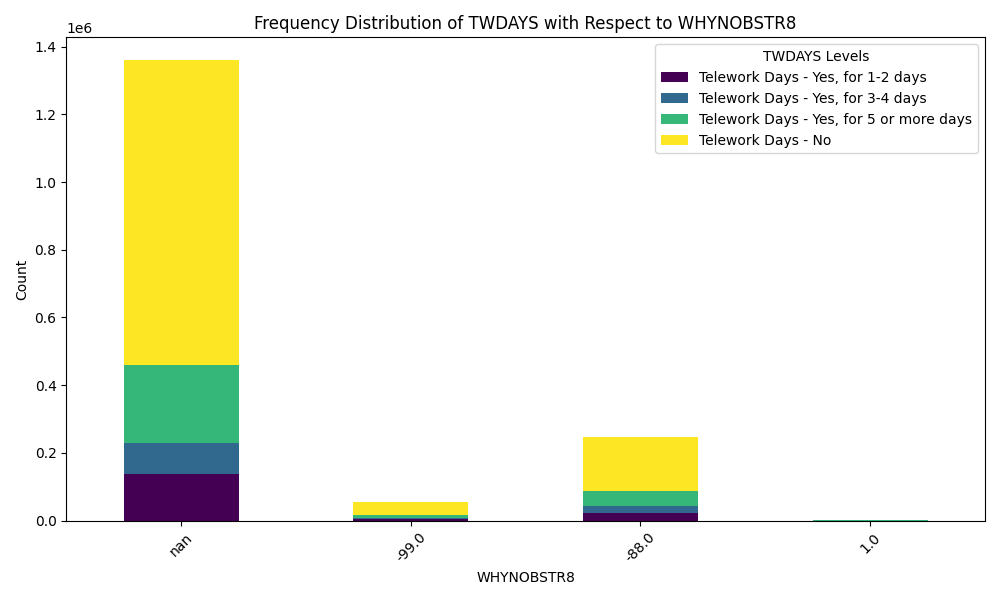 Frequency Distribution of TWDAYS with Respect to WHYNOBSTR8
1e6
1.4
1.2
1.0
0.8
0.6
0.4
0.2
0.0
Count
TWDAYS Levels
Telework Days - Yes, for 1-2 days
Telework Days - Yes, for 3-4 days
Telework Days - Yes, for 5 or more days
Telework Days - No
nan
-99.0
-88.0
1.0
WHYNOBSTR8